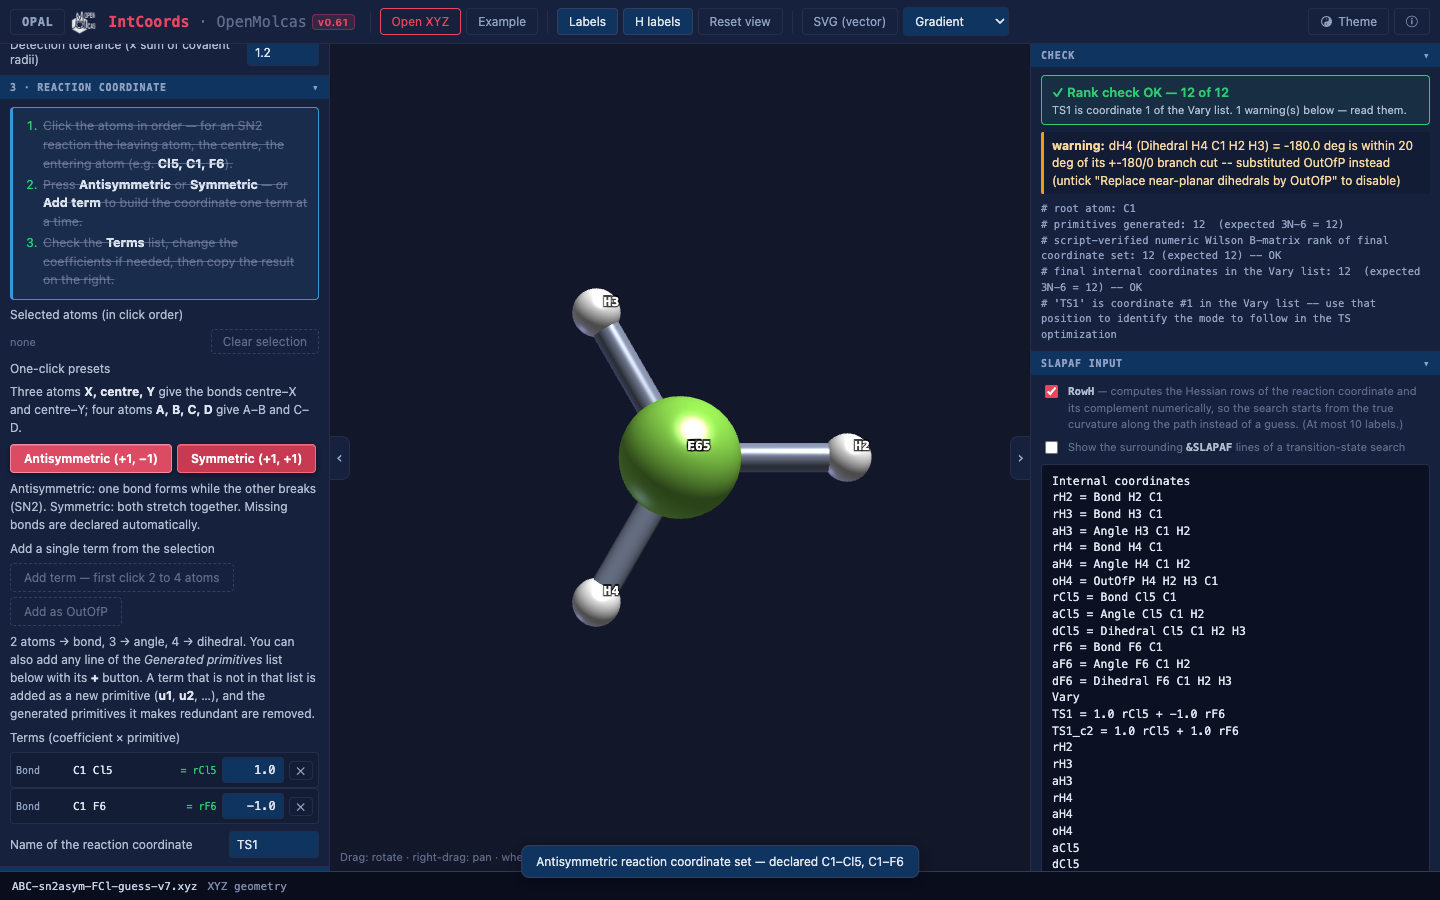 OPAL
OPEN
MOLCAS
IntCoords · OpenMolcas v0.61
Open XYZ
Example
Labels
H labels
Reset view
SVG (vector)
Gradient
Theme
Detection tolerance (× sum of covalent
radii)
1.2
3 · REACTION COORDINATE
1. Click the atoms in order — for an SN2
reaction the leaving atom, the centre, the
entering atom (e.g. Cl5, C1, F6).
2. Press Antisymmetric or Symmetric — or
Add term to build the coordinate one term at
a time.
3. Check the Terms list, change the
coefficients if needed, then copy the result
on the right.
Selected atoms (in click order)
none
Clear selection
One-click presets
Three atoms X, centre, Y give the bonds centre–X
and centre–Y; four atoms A, B, C, D give A–B and C–
D.
Antisymmetric (+1, −1)
Symmetric (+1, +1)
Antisymmetric: one bond forms while the other breaks
(SN2). Symmetric: both stretch together. Missing
bonds are declared automatically.
Add a single term from the selection
Add term — first click 2 to 4 atoms
Add as OutOfP
2 atoms → bond, 3 → angle, 4 → dihedral. You can
also add any line of the Generated primitives list
below with its + button. A term that is not in that list is
added as a new primitive (u1, u2, …), and the
generated primitives it makes redundant are removed.
Terms (coefficient × primitive)
Bond C1 Cl5 = rCl5 1.0 ×
Bond C1 F6 = rF6 −1.0 ×
Name of the reaction coordinate
TS1
H3
H2
H4
Drag: rotate · right-drag: pan · whe
Antisymmetric reaction coordinate set — declared C1–Cl5, C1–F6
CHECK
✓ Rank check OK — 12 of 12
TS1 is coordinate 1 of the Vary list. 1 warning(s) below — read them.
warning: dH4 (Dihedral H4 C1 H2 H3) = -180.0 deg is within 20
deg of its +-180/0 branch cut -- substituted OutOfP instead
(untick "Replace near-planar dihedrals by OutOfP" to disable)
# root atom: C1
# primitives generated: 12 (expected 3N-6 = 12)
# script-verified numeric Wilson B-matrix rank of final
coordinate set: 12 (expected 12) -- OK
# final internal coordinates in the Vary list: 12 (expected
3N-6 = 12) -- OK
# 'TS1' is coordinate #1 in the Vary list -- use that
position to identify the mode to follow in the TS
optimization
SLAPAF INPUT
RowH — computes the Hessian rows of the reaction coordinate and
its complement numerically, so the search starts from the true
curvature along the path instead of a guess. (At most 10 labels.)
Show the surrounding &SLAPAF lines of a transition-state search
Internal coordinates
rH2 = Bond H2 C1
rH3 = Bond H3 C1
aH3 = Angle H3 C1 H2
rH4 = Bond H4 C1
aH4 = Angle H4 C1 H2
oH4 = OutOfP H4 H2 H3 C1
rCl5 = Bond Cl5 C1
aCl5 = Angle Cl5 C1 H2
dCl5 = Dihedral Cl5 C1 H2 H3
rF6 = Bond F6 C1
aF6 = Angle F6 C1 H2
dF6 = Dihedral F6 C1 H2 H3
Vary
TS1 = 1.0 rCl5 + -1.0 rF6
TS1_c2 = 1.0 rCl5 + 1.0 rF6
rH2
rH3
aH3
rH4
aH4
oH4
aCl5
dCl5
ABC-sn2asym-FCl-guess-v7.xyz XYZ geometry